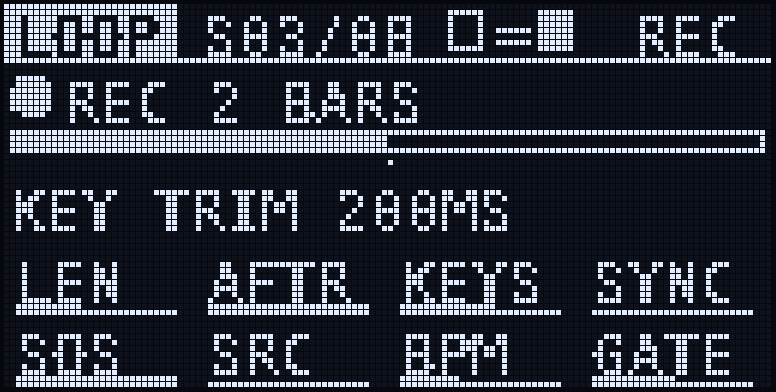 LOOP S03/08 = REC
REC 2 BARS
KEY TRIM 200MS
LEN AFTR KEYS SYNC
SOS SRC BPM GATE